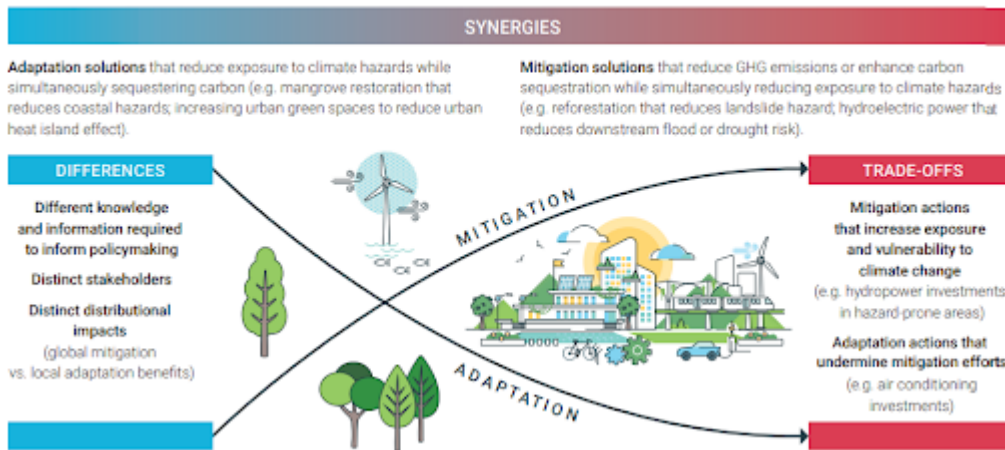 SYNERGIES
Adaptation solutions that reduce exposure to climate hazards while
simultaneously sequestering carbon (e.g. mangrove restoration that
reduces coastal hazards; increasing urban green spaces to reduce urban
heat island effect).
Mitigation solutions that reduce GHG emissions or enhance carbon
sequestration while simultaneously reducing exposure to climate hazards
(e.g. reforestation that reduces landslide hazard; hydroelectric power that
reduces downstream flood or drought risk).
DIFFERENCES
Different knowledge
and information required
to inform policymaking
Distinct stakeholders
Distinct distributional
impacts
(global mitigation
vs. local adaptation benefits)
MITIGATION
ADAPTATION
TRADE-OFFS
Mitigation actions
that increase exposure
and vulnerability to
climate change
(e.g. hydropower investments
in hazard-prone areas)
Adaptation actions that
undermine mitigation efforts
(e.g. air conditioning
investments)